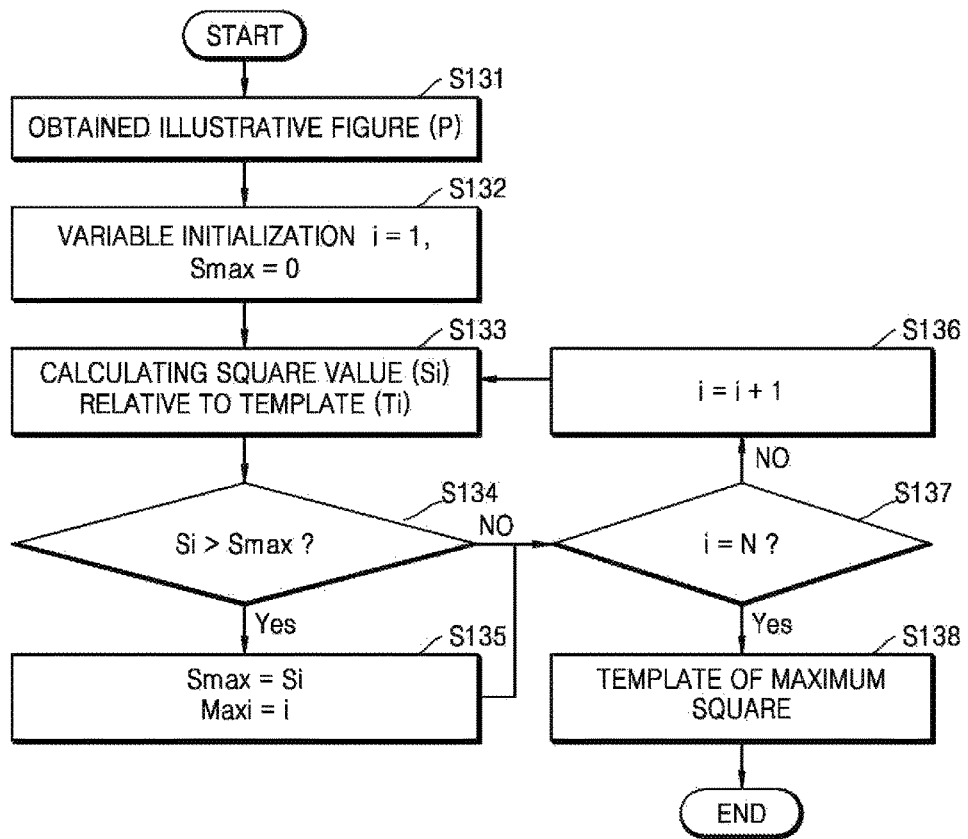 START
S131
OBTAINED ILLUSTRATIVE FIGURE (P)
S132
VARIABLE INITIALIZATION i = 1,
Smax = 0
S133
CALCULATING SQUARE VALUE (Si)
RELATIVE TO TEMPLATE (Ti)
S136
i = i + 1
NO
S134
Si > Smax ?
NO
S137
i = N ?
Yes
S135
Smax = Si
Maxi = i
Yes
S138
TEMPLATE OF MAXIMUM
SQUARE
END